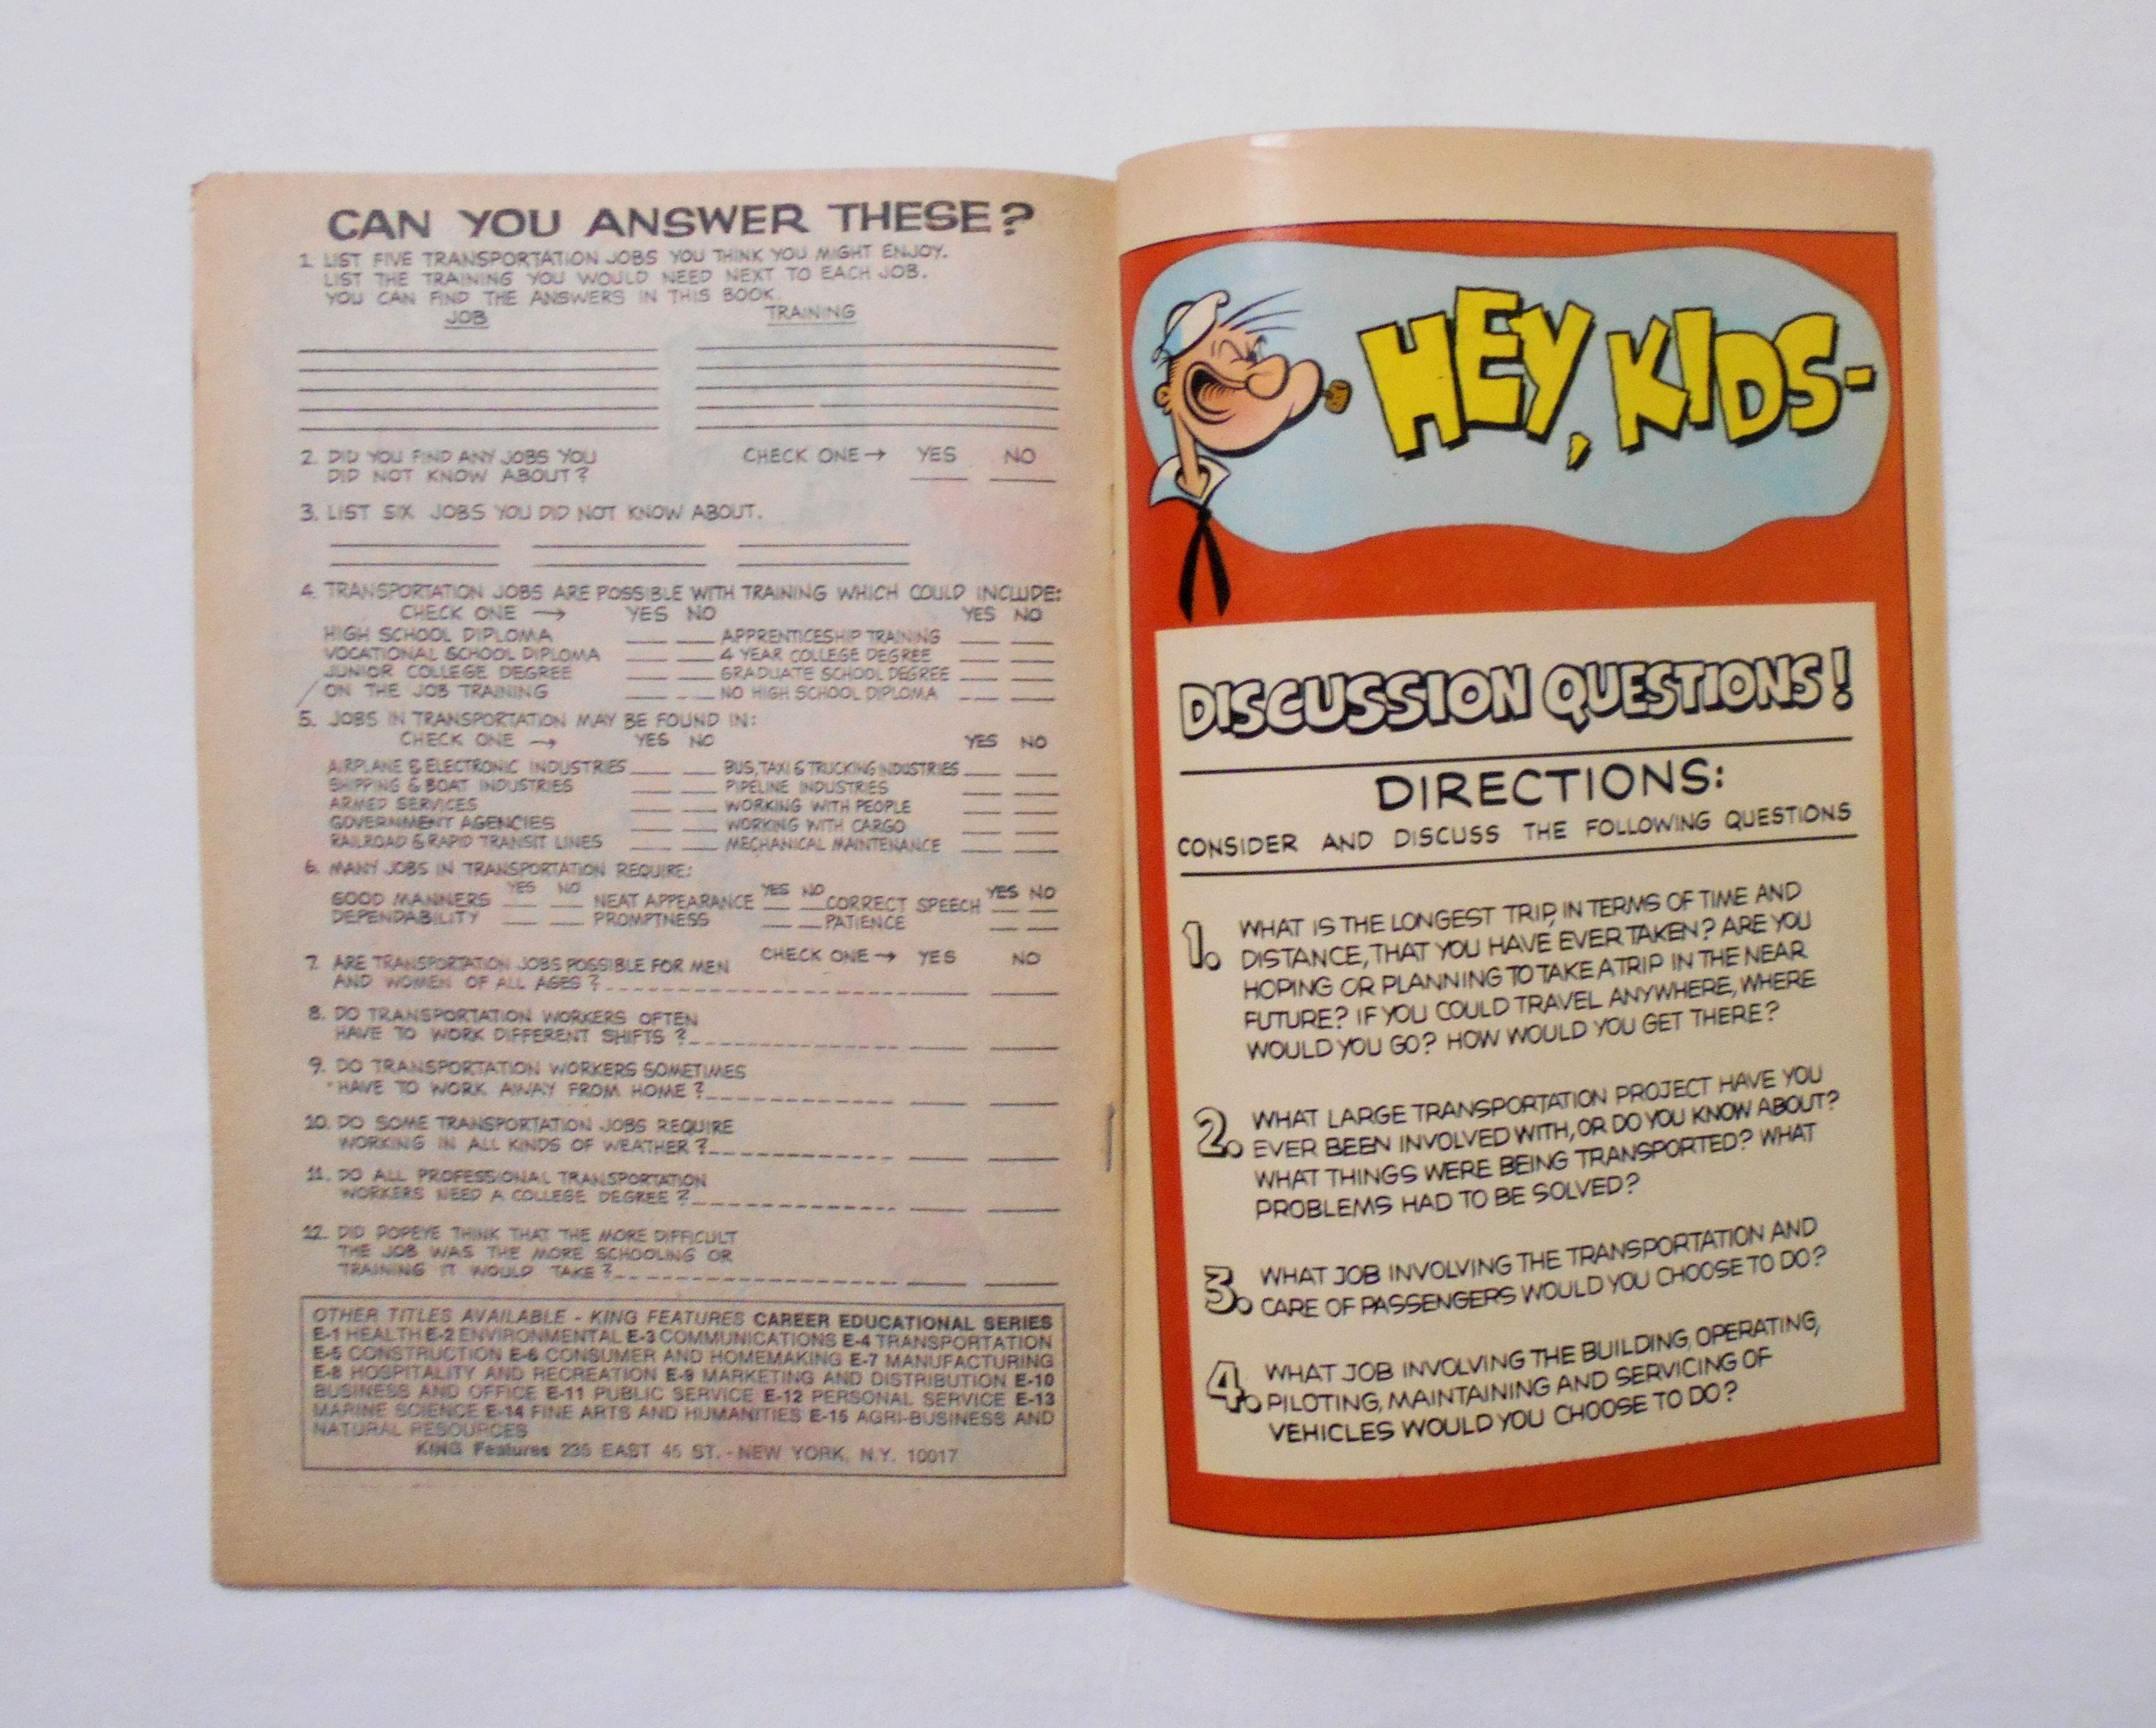 CAN YOU ANSWER THESE?
1. LIST FIVE TRANSPORTATION JOBS YOU THINK YOU MIGHT ENJOY.
LIST THE TRAINING YOU WOULD NEED NEXT TO EACH JOB.
YOU CAN FIND THE ANSWERS IN THIS BOOK.
JOB TRAINING
2. DID YOU FIND ANY JOBS YOU CHECK ONE → YES NO
DID NOT KNOW ABOUT?
3. LIST SIX JOBS YOU DID NOT KNOW ABOUT.
4. TRANSPORTATION JOBS ARE POSSIBLE WITH TRAINING WHICH COULD INCLUDE:
CHECK ONE → YES NO YES NO
HIGH SCHOOL DIPLOMA APPRENTICESHIP TRAINING
VOCATIONAL SCHOOL DIPLOMA 4 YEAR COLLEGE DEGREE
JUNIOR COLLEGE DEGREE GRADUATE SCHOOL DEGREE
ON THE JOB TRAINING NO HIGH SCHOOL DIPLOMA
5. JOBS IN TRANSPORTATION MAY BE FOUND IN:
CHECK ONE → YES NO YES NO
AIRPLANE & ELECTRONIC INDUSTRIES BUS, TAXI & TRUCKING INDUSTRIES
SHIPPING & BOAT INDUSTRIES PIPELINE INDUSTRIES
ARMED SERVICES WORKING WITH PEOPLE
GOVERNMENT AGENCIES WORKING WITH CARGO
RAILROAD & RAPID TRANSIT LINES MECHANICAL MAINTENANCE
6. MANY JOBS IN TRANSPORTATION REQUIRE:
YES NO YES NO YES NO
GOOD MANNERS NEAT APPEARANCE CORRECT SPEECH
DEPENDABILITY PROMPTNESS PATIENCE
7. ARE TRANSPORTATION JOBS POSSIBLE FOR MEN CHECK ONE → YES NO
AND WOMEN OF ALL AGES?
8. DO TRANSPORTATION WORKERS OFTEN
HAVE TO WORK DIFFERENT SHIFTS?
9. DO TRANSPORTATION WORKERS SOMETIMES
HAVE TO WORK AWAY FROM HOME?
10. DO SOME TRANSPORTATION JOBS REQUIRE
WORKING IN ALL KINDS OF WEATHER?
11. DO ALL PROFESSIONAL TRANSPORTATION
WORKERS NEED A COLLEGE DEGREE?
12. DID POPEYE THINK THAT THE MORE DIFFICULT
THE JOB WAS THE MORE SCHOOLING OR
TRAINING IT WOULD TAKE?
OTHER TITLES AVAILABLE - KING FEATURES CAREER EDUCATIONAL SERIES
E-1 HEALTH E-2 ENVIRONMENTAL E-3 COMMUNICATIONS E-4 TRANSPORTATION
E-5 CONSTRUCTION E-6 CONSUMER AND HOMEMAKING E-7 MANUFACTURING
E-8 HOSPITALITY AND RECREATION E-9 MARKETING AND DISTRIBUTION E-10
BUSINESS AND OFFICE E-11 PUBLIC SERVICE E-12 PERSONAL SERVICE E-13
MARINE SCIENCE E-14 FINE ARTS AND HUMANITIES E-15 AGRI-BUSINESS AND
NATURAL RESOURCES
KING Features 235 EAST 45 ST. - NEW YORK, N.Y. 10017
HEY, KIDS-
DISCUSSION QUESTIONS!
DIRECTIONS:
CONSIDER AND DISCUSS THE FOLLOWING QUESTIONS
1. WHAT IS THE LONGEST TRIP, IN TERMS OF TIME AND
DISTANCE, THAT YOU HAVE EVER TAKEN? ARE YOU
HOPING OR PLANNING TO TAKE A TRIP IN THE NEAR
FUTURE? IF YOU COULD TRAVEL ANYWHERE, WHERE
WOULD YOU GO? HOW WOULD YOU GET THERE?
2. WHAT LARGE TRANSPORTATION PROJECT HAVE YOU
EVER BEEN INVOLVED WITH, OR DO YOU KNOW ABOUT?
WHAT THINGS WERE BEING TRANSPORTED? WHAT
PROBLEMS HAD TO BE SOLVED?
3. WHAT JOB INVOLVING THE TRANSPORTATION AND
CARE OF PASSENGERS WOULD YOU CHOOSE TO DO?
4. WHAT JOB INVOLVING THE BUILDING, OPERATING,
PILOTING, MAINTAINING AND SERVICING OF
VEHICLES WOULD YOU CHOOSE TO DO?